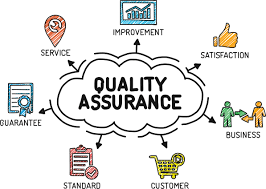 IMPROVEMENT
SERVICE
SATISFACTION
QUALITY
ASSURANCE
GUARANTEE
BUSINESS
STANDARD
CUSTOMER